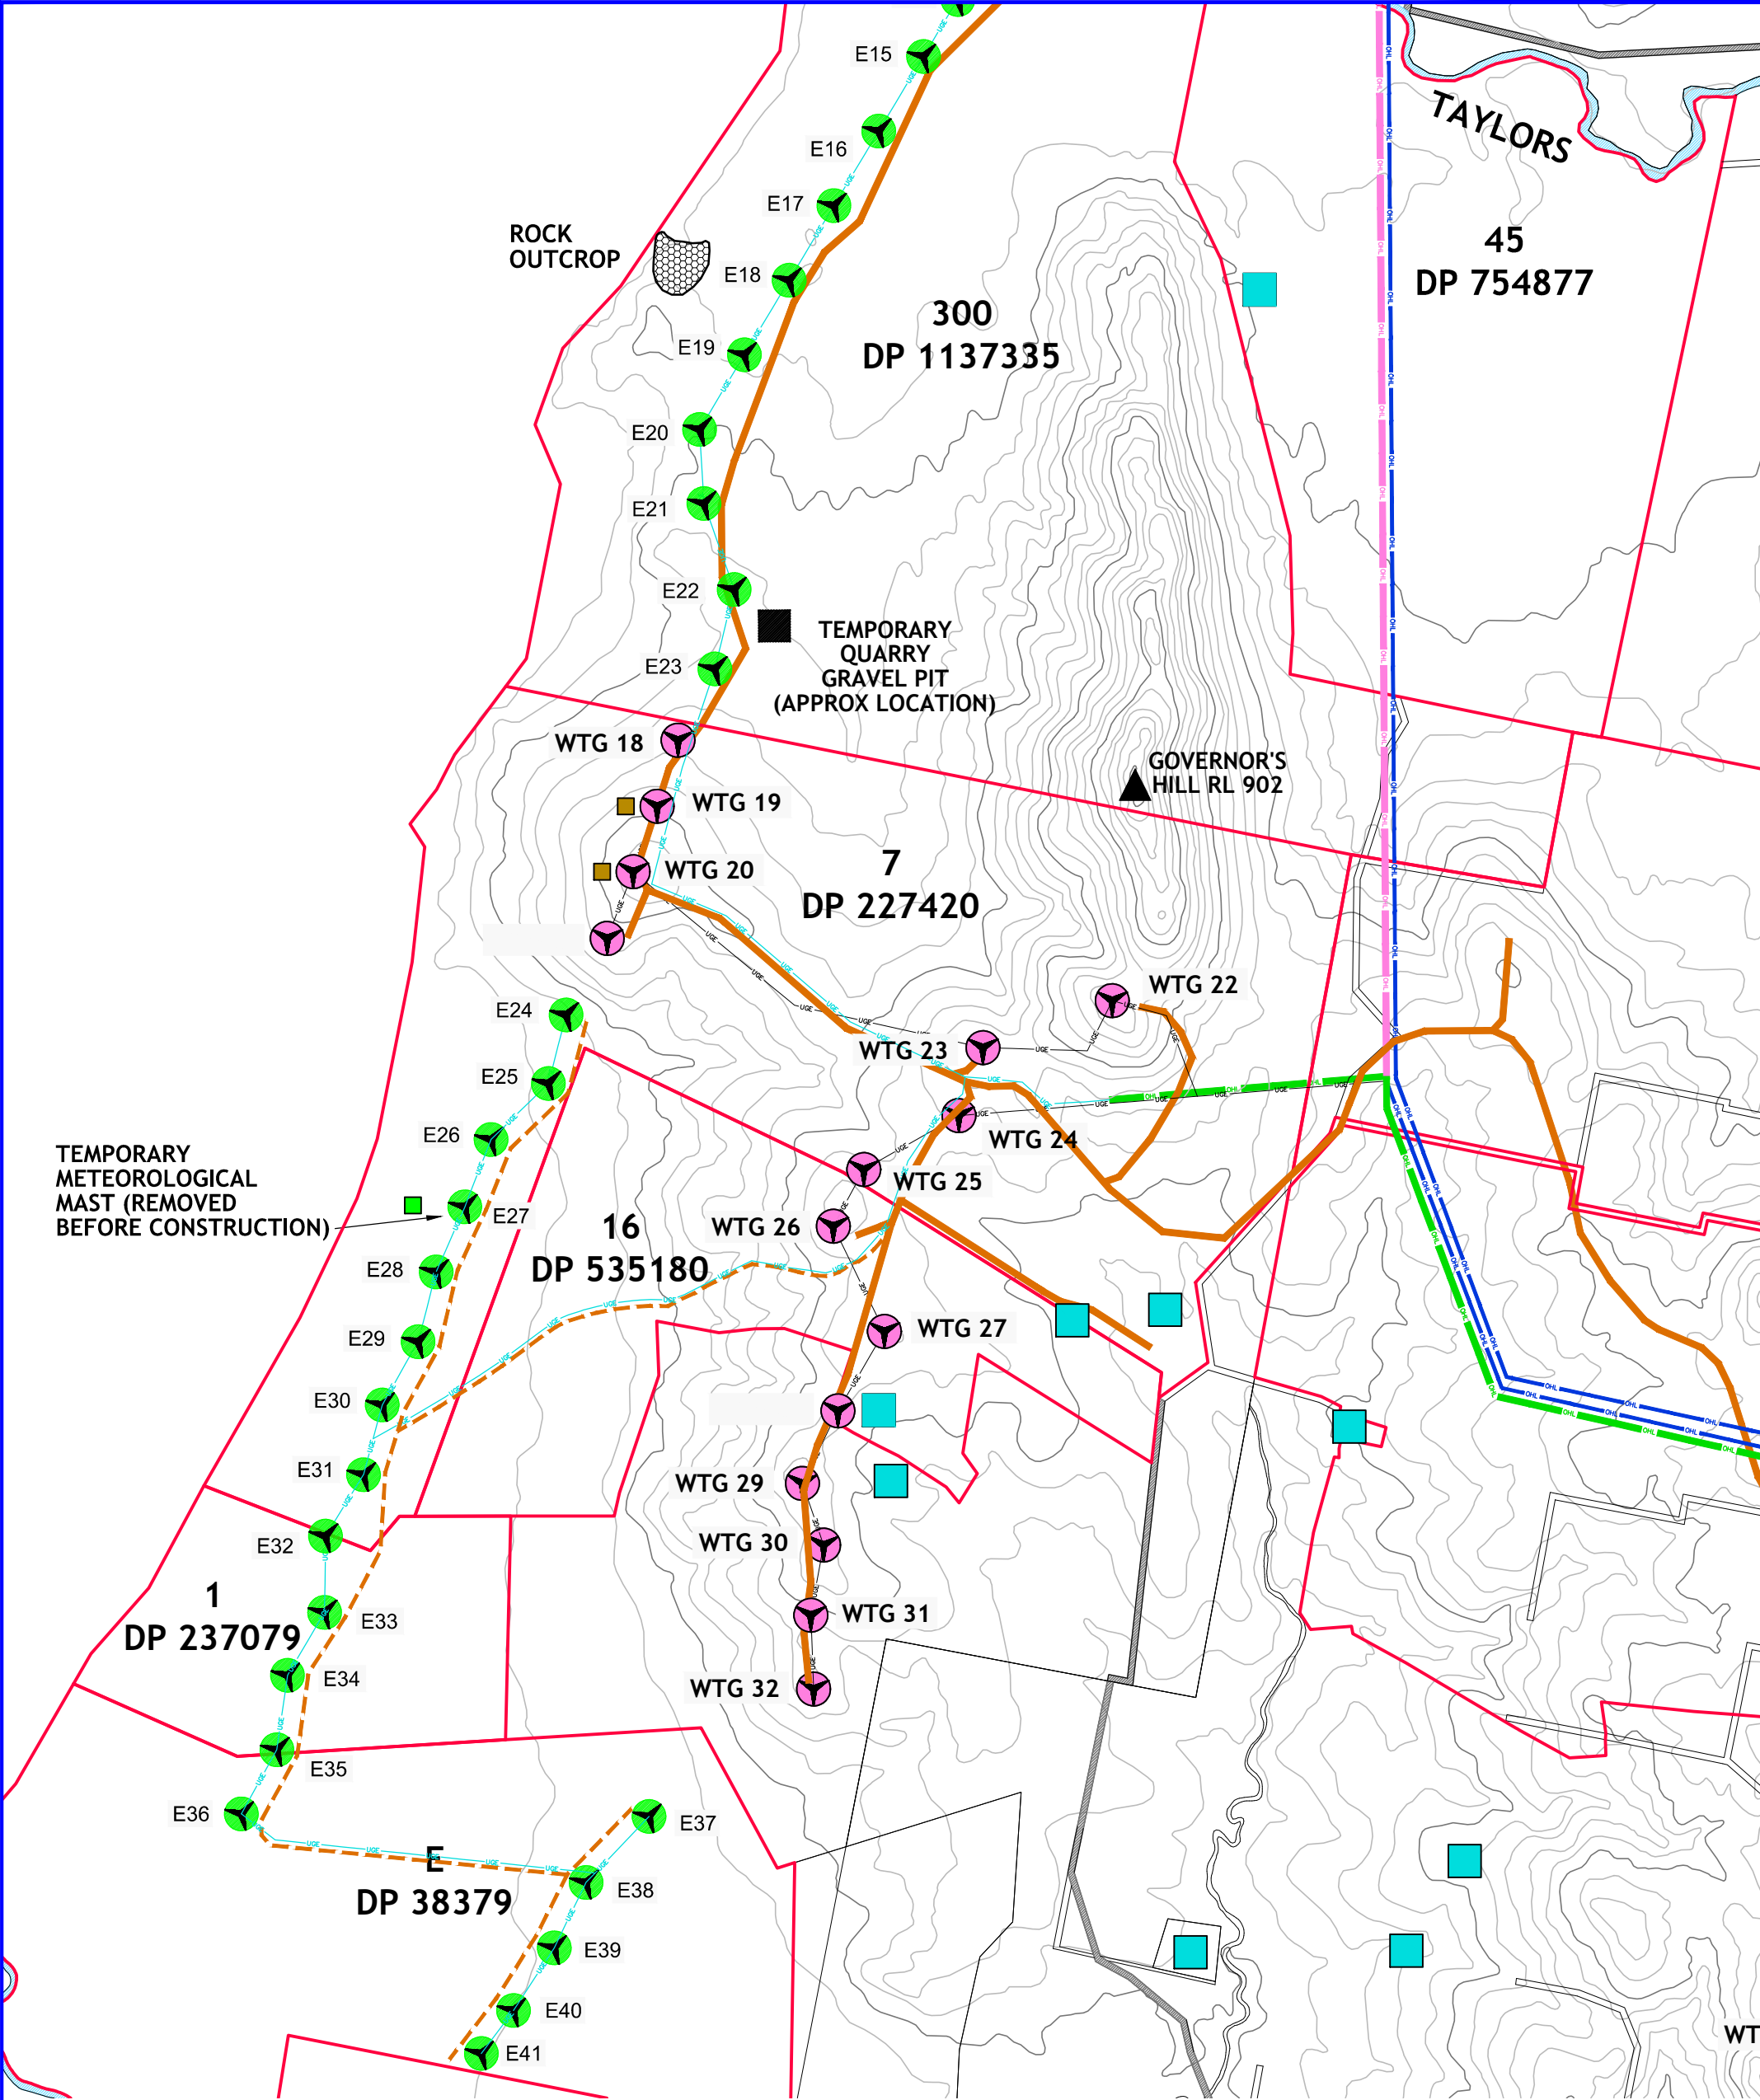 E15
TAYLORS
E16
E17
ROCK
OUTCROP
45
DP 754877
E18
300
DP 1137335
E19
E20
E21
E22
TEMPORARY
QUARRY
GRAVEL PIT
(APPROX LOCATION)
E23
WTG 18
GOVERNOR'S
HILL RL 902
WTG 19
WTG 20
7
DP 227420
WTG 22
E24
WTG 23
E25
E26
WTG 24
TEMPORARY
METEOROLOGICAL
MAST (REMOVED
BEFORE CONSTRUCTION)
WTG 25
E27
16
DP 535180
WTG 26
E28
E29
WTG 27
E30
E31
WTG 29
E32
WTG 30
1
DP 237079
E33
WTG 31
E34
WTG 32
E35
E36
E37
E
DP 38379
E38
E39
E40
E41
WT
UGE
OHL